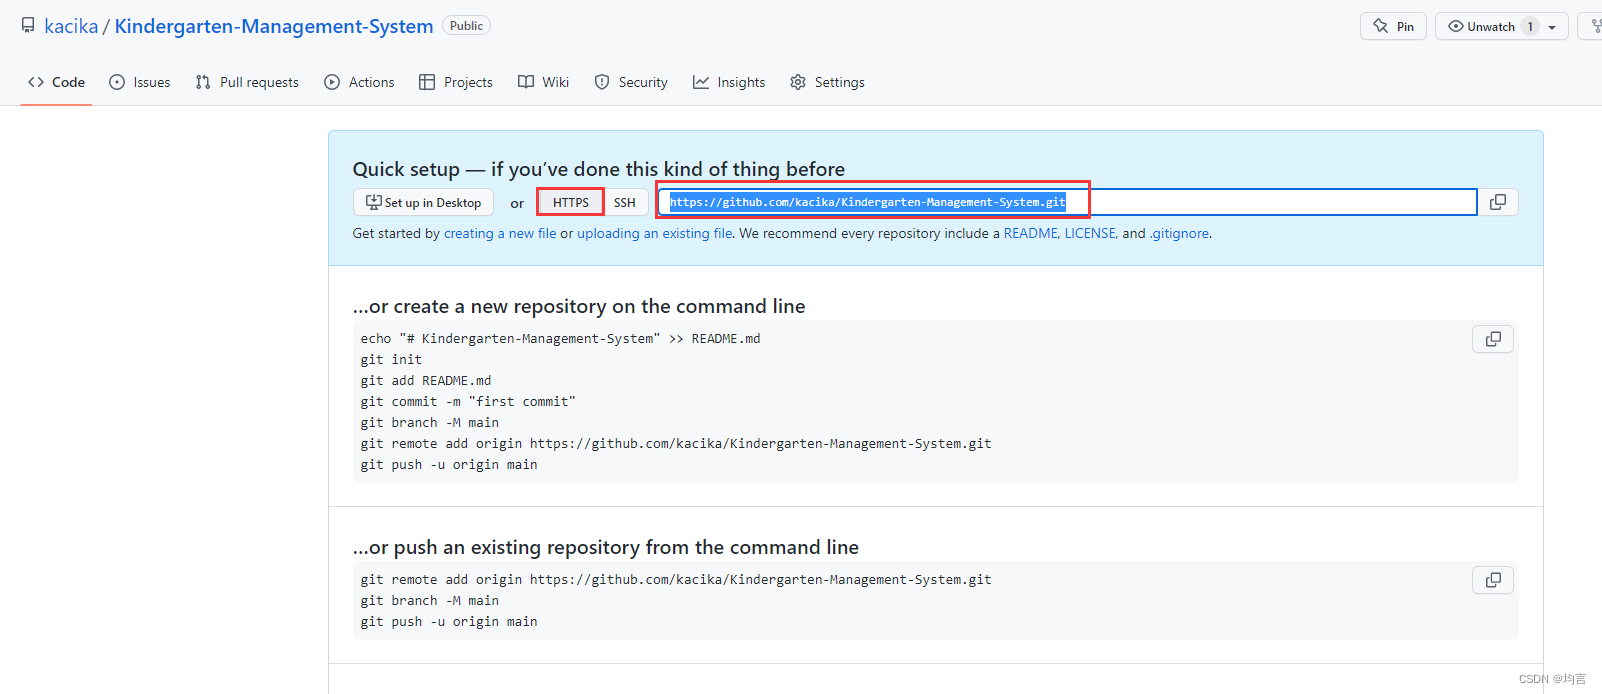 kacika / Kindergarten-Management-System Public
Pin
Unwatch 1
Code Issues Pull requests Actions Projects Wiki Security Insights Settings
Quick setup — if you’ve done this kind of thing before
Set up in Desktop or HTTPS SSH https://github.com/kacika/Kindergarten-Management-System.git
Get started by creating a new file or uploading an existing file. We recommend every repository include a README, LICENSE, and .gitignore.
…or create a new repository on the command line
echo "# Kindergarten-Management-System" >> README.md
git init
git add README.md
git commit -m "first commit"
git branch -M main
git remote add origin https://github.com/kacika/Kindergarten-Management-System.git
git push -u origin main
…or push an existing repository from the command line
git remote add origin https://github.com/kacika/Kindergarten-Management-System.git
git branch -M main
git push -u origin main
CSDN @均言